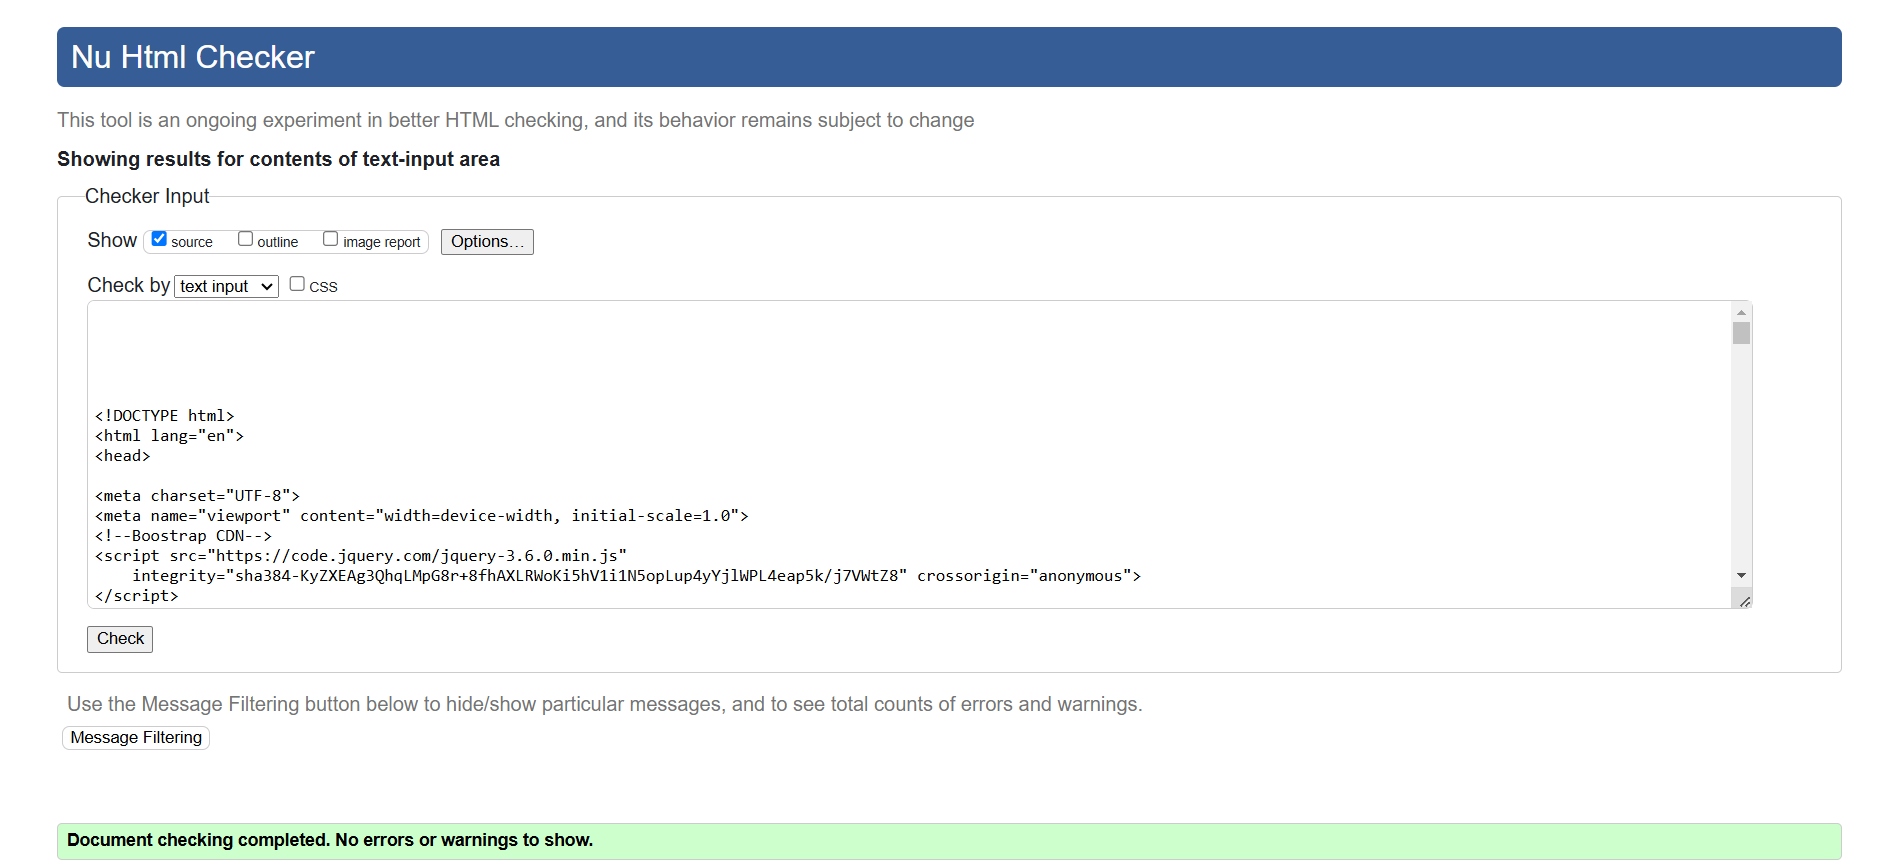 Nu Html Checker
This tool is an ongoing experiment in better HTML checking, and its behavior remains subject to change
Showing results for contents of text-input area
Checker Input
Show source outline image report Options...
Check by text input CSS
<!DOCTYPE html>
<html lang="en">
<head>
<meta charset="UTF-8">
<meta name="viewport" content="width=device-width, initial-scale=1.0">
<!--Boostrap CDN-->
<script src="https://code.jquery.com/jquery-3.6.0.min.js"
integrity="sha384-KyZXEAg3QhqLMpG8r+8fhAXLRWoKi5hV1i1N5opLup4yYjlWPL4eap5k/j7VWtZ8" crossorigin="anonymous">
</script>
Check
Use the Message Filtering button below to hide/show particular messages, and to see total counts of errors and warnings.
Message Filtering
Document checking completed. No errors or warnings to show.